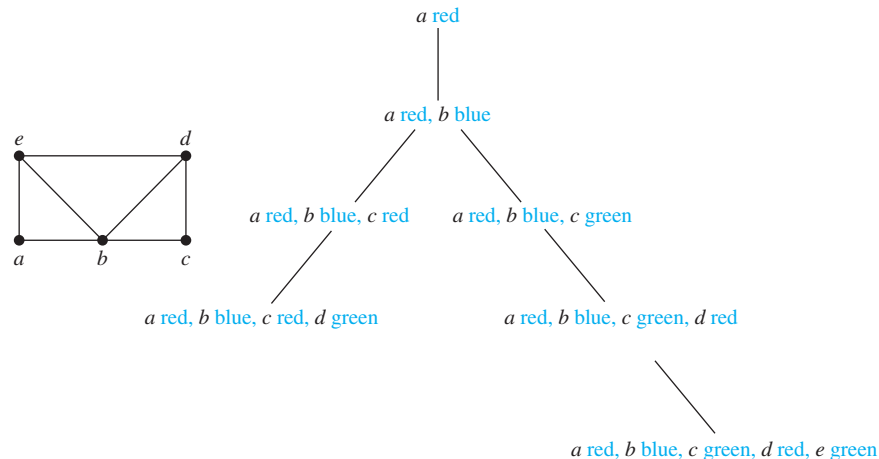 a red
a red, b blue
e d
a red, b blue, c red
a red, b blue, c green
a b c
a red, b blue, c red, d green
a red, b blue, c green, d red
a red, b blue, c green, d red, e green